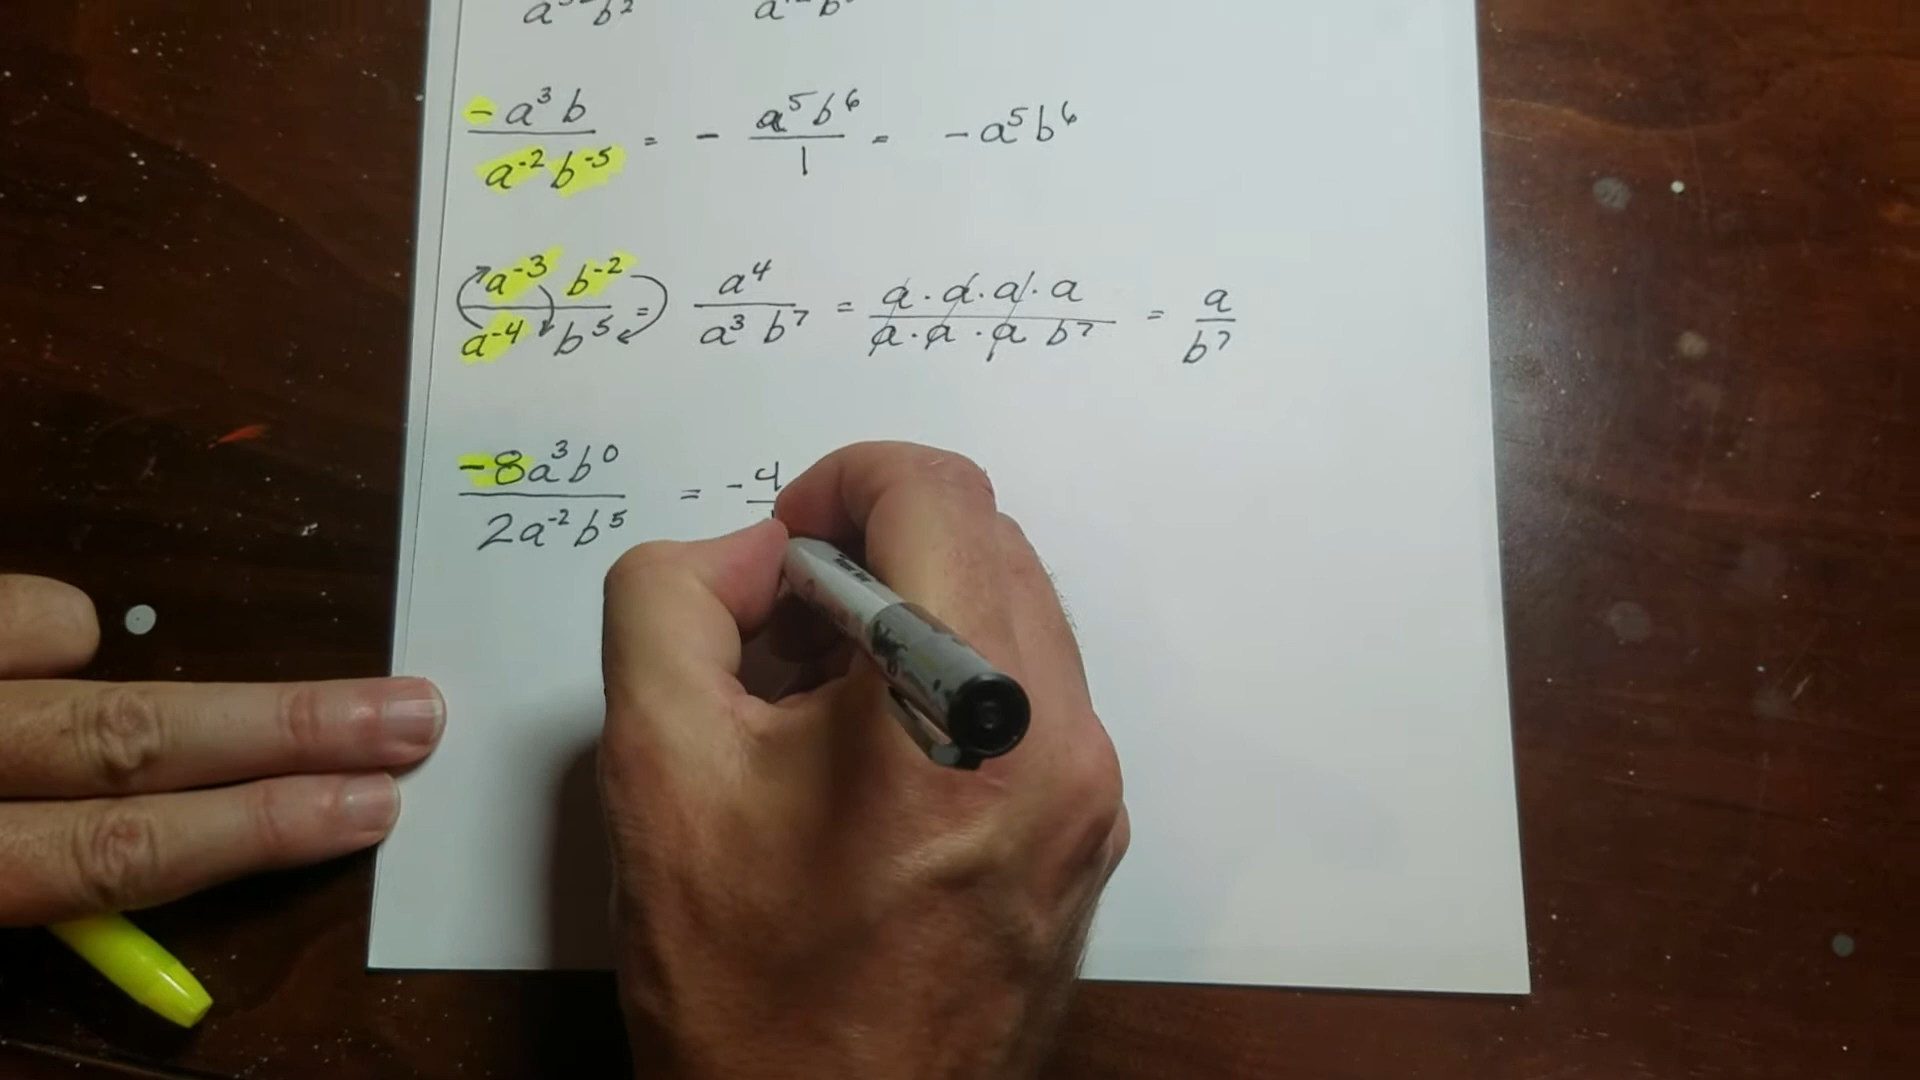 -a³b / a⁻²b⁻⁵ = - a⁵b⁶ / 1 = -a⁵b⁶
a⁻³ b⁻² / a⁻⁴ b⁵ = a⁴ / a³ b⁷ = a·a·a·a / a·a·a b⁷ = a / b⁷
-8a³b⁰ / 2a⁻²b⁵ = -4